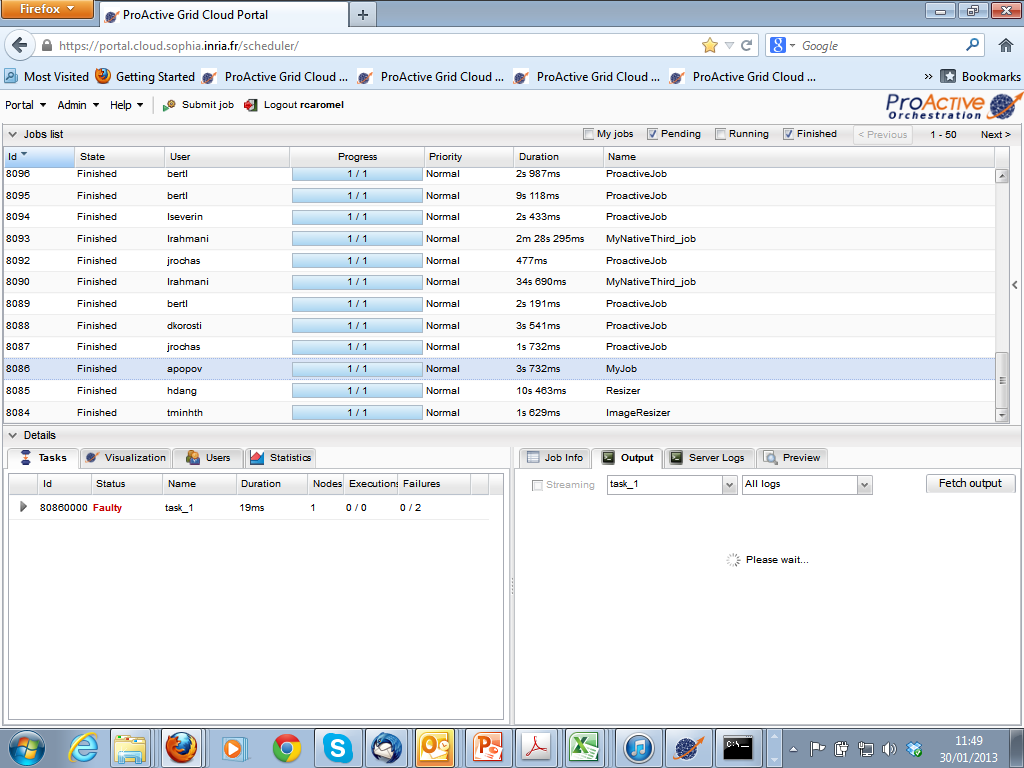 Firefox
ProActive Grid Cloud Portal
https://portal.cloud.sophia.inria.fr/scheduler/
Google
Most Visited Getting Started ProActive Grid Cloud ... ProActive Grid Cloud ... ProActive Grid Cloud ... ProActive Grid Cloud ... » Bookmarks
Portal Admin Help Submit job Logout rcaromel
ProActive
Orchestration
Jobs list My jobs Pending Running Finished < Previous 1 - 50 Next >
Id State User Progress Priority Duration Name
8096 Finished bertl 1 / 1 Normal 2s 987ms ProactiveJob
8095 Finished bertl 1 / 1 Normal 9s 118ms ProactiveJob
8094 Finished lseverin 1 / 1 Normal 2s 433ms ProactiveJob
8093 Finished lrahmani 1 / 1 Normal 2m 28s 295ms MyNativeThird_job
8092 Finished jrochas 1 / 1 Normal 477ms ProactiveJob
8090 Finished lrahmani 1 / 1 Normal 34s 690ms MyNativeThird_job
8089 Finished bertl 1 / 1 Normal 2s 191ms ProactiveJob
8088 Finished dkorosti 1 / 1 Normal 3s 541ms ProactiveJob
8087 Finished jrochas 1 / 1 Normal 1s 732ms ProactiveJob
8086 Finished apopov 1 / 1 Normal 3s 732ms MyJob
8085 Finished hdang 1 / 1 Normal 10s 463ms Resizer
8084 Finished tminhth 1 / 1 Normal 1s 629ms ImageResizer
Details
Tasks Visualization Users Statistics
Id Status Name Duration Nodes Executions Failures
80860000 Faulty task_1 19ms 1 0 / 0 0 / 2
Job Info Output Server Logs Preview
Streaming task_1 All logs Fetch output
Please wait...
11:49
30/01/2013